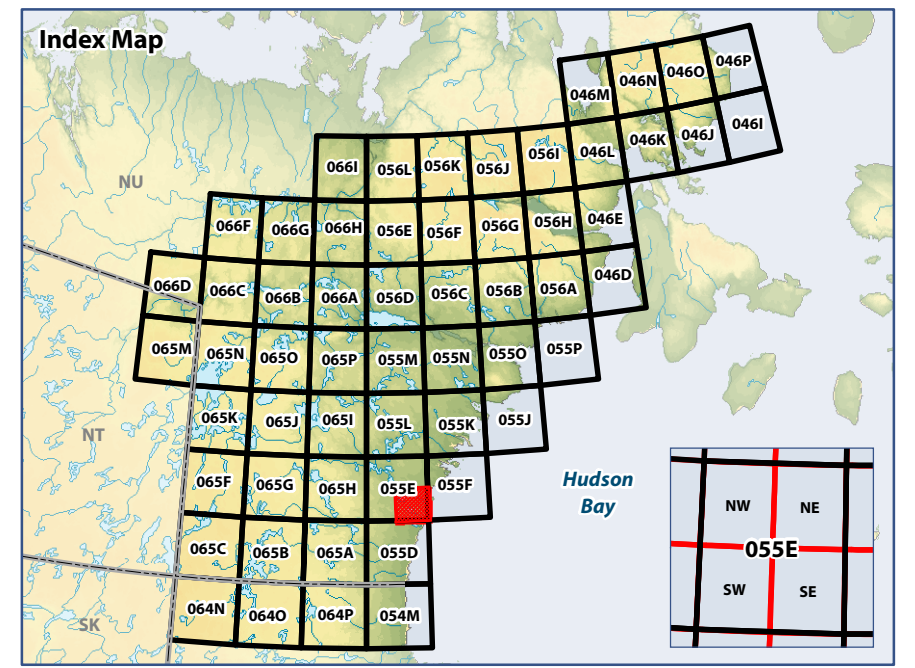 Index Map
046M 046N 046O 046P
066I 056L 056K 056J 056I 046L 046K 046J 046I
NU
066F 066G 066H 056E 056F 056G 056H 046E
066D 066C 066B 066A 056D 056C 056B 056A 046D
065M 065N 065O 065P 055M 055N 055O 055P
065K 065J 065I 055L 055K 055J
NT
065F 065G 065H 055E 055F
Hudson
Bay
065C 065B 065A 055D
064N 064O 064P 054M
SK
NW NE
055E
SW SE